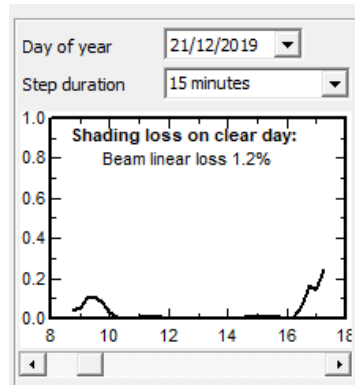 Day of year 21/12/2019
Step duration 15 minutes
1.0
Shading loss on clear day:
Beam linear loss 1.2%
0.8
0.6
0.4
0.2
0.0
8 10 12 14 16 18